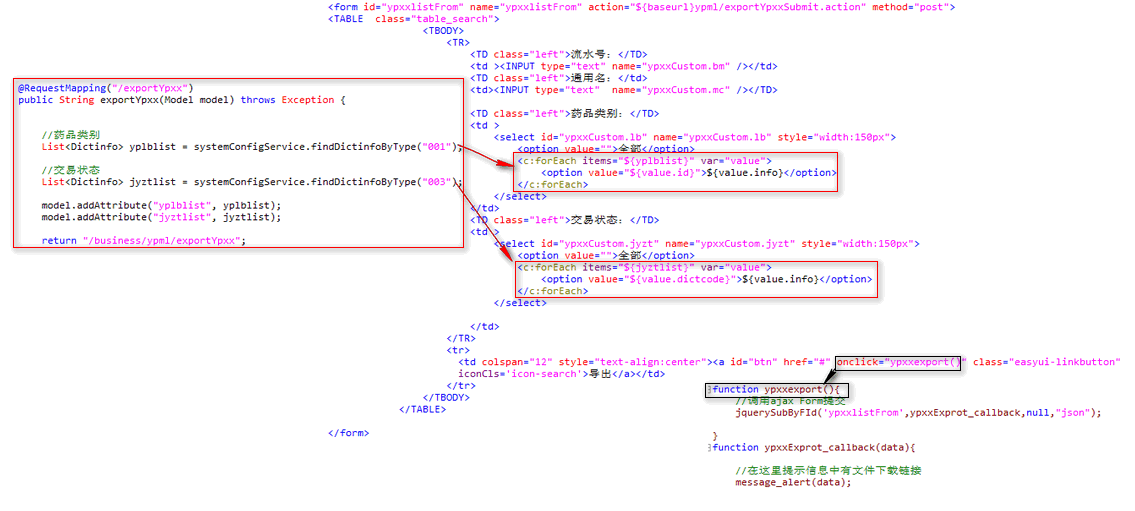 <form id="ypxxlistFrom" name="ypxxlistFrom" action="${baseurl}ypml/exportYpxxSubmit.action" method="post">
<TABLE  class="table_search">
<TBODY>
<TR>
<TD class="left">流水号：</TD>
<td ><INPUT type="text" name="ypxxCustom.bm" /></td>
<TD class="left">通用名：</td>
<td><INPUT type="text"  name="ypxxCustom.mc" /></TD>
<TD class="left">药品类别：</TD>
<td >
<select id="ypxxCustom.lb" name="ypxxCustom.lb" style="width:150px">
<option value="">全部</option>
<c:forEach items="${yplblist}" var="value">
<option value="${value.id}">${value.info}</option>
</c:forEach>
</select>
</td>
<TD class="left">交易状态：</TD>
<td >
<select id="ypxxCustom.jyzt" name="ypxxCustom.jyzt" style="width:150px">
<option value="">全部</option>
<c:forEach items="${jyztlist}" var="value">
<option value="${value.dictcode}">${value.info}</option>
</c:forEach>
</select>
</td>
</TR>
<tr>
<td colspan="12" style="text-align:center"><a id="btn" href="#" onclick="ypxxexport()" class="easyui-linkbutton"
iconCls='icon-search'>导出</a></td>
</tr>
</TBODY>
</TABLE>
</form>
@RequestMapping("/exportYpxx")
public String exportYpxx(Model model) throws Exception {
//药品类别
List<Dictinfo> yplblist = systemConfigService.findDictinfoByType("001");
//交易状态
List<Dictinfo> jyztlist = systemConfigService.findDictinfoByType("003");
model.addAttribute("yplblist", yplblist);
model.addAttribute("jyztlist", jyztlist);
return "/business/ypml/exportYpxx";
function ypxxexport(){
//调用ajax Form提交
jquerySubByFId('ypxxlistFrom',ypxxExprot_callback,null,"json");
}
function ypxxExprot_callback(data){
//在这里提示信息中有文件下载链接
message_alert(data);